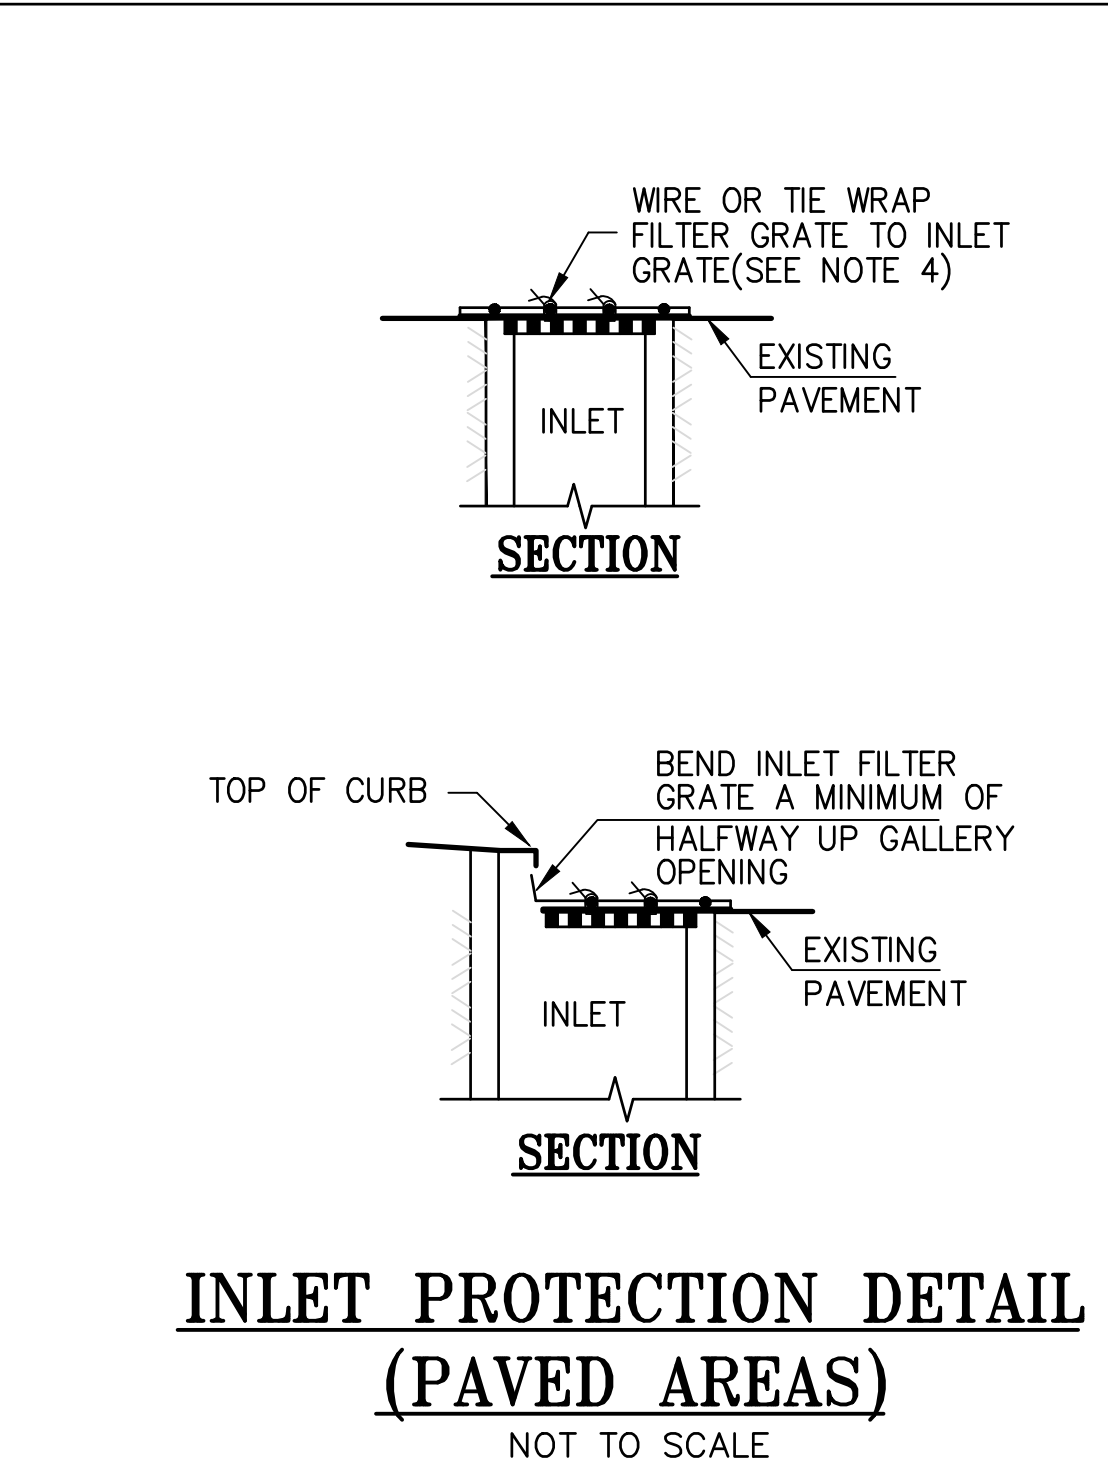 WIRE OR TIE WRAP
FILTER GRATE TO INLET
GRATE(SEE NOTE 4)
EXISTING
PAVEMENT
INLET
SECTION
TOP OF CURB
BEND INLET FILTER
GRATE A MINIMUM OF
HALFWAY UP GALLERY
OPENING
EXISTING
PAVEMENT
INLET
SECTION
INLET PROTECTION DETAIL
(PAVED AREAS)
NOT TO SCALE